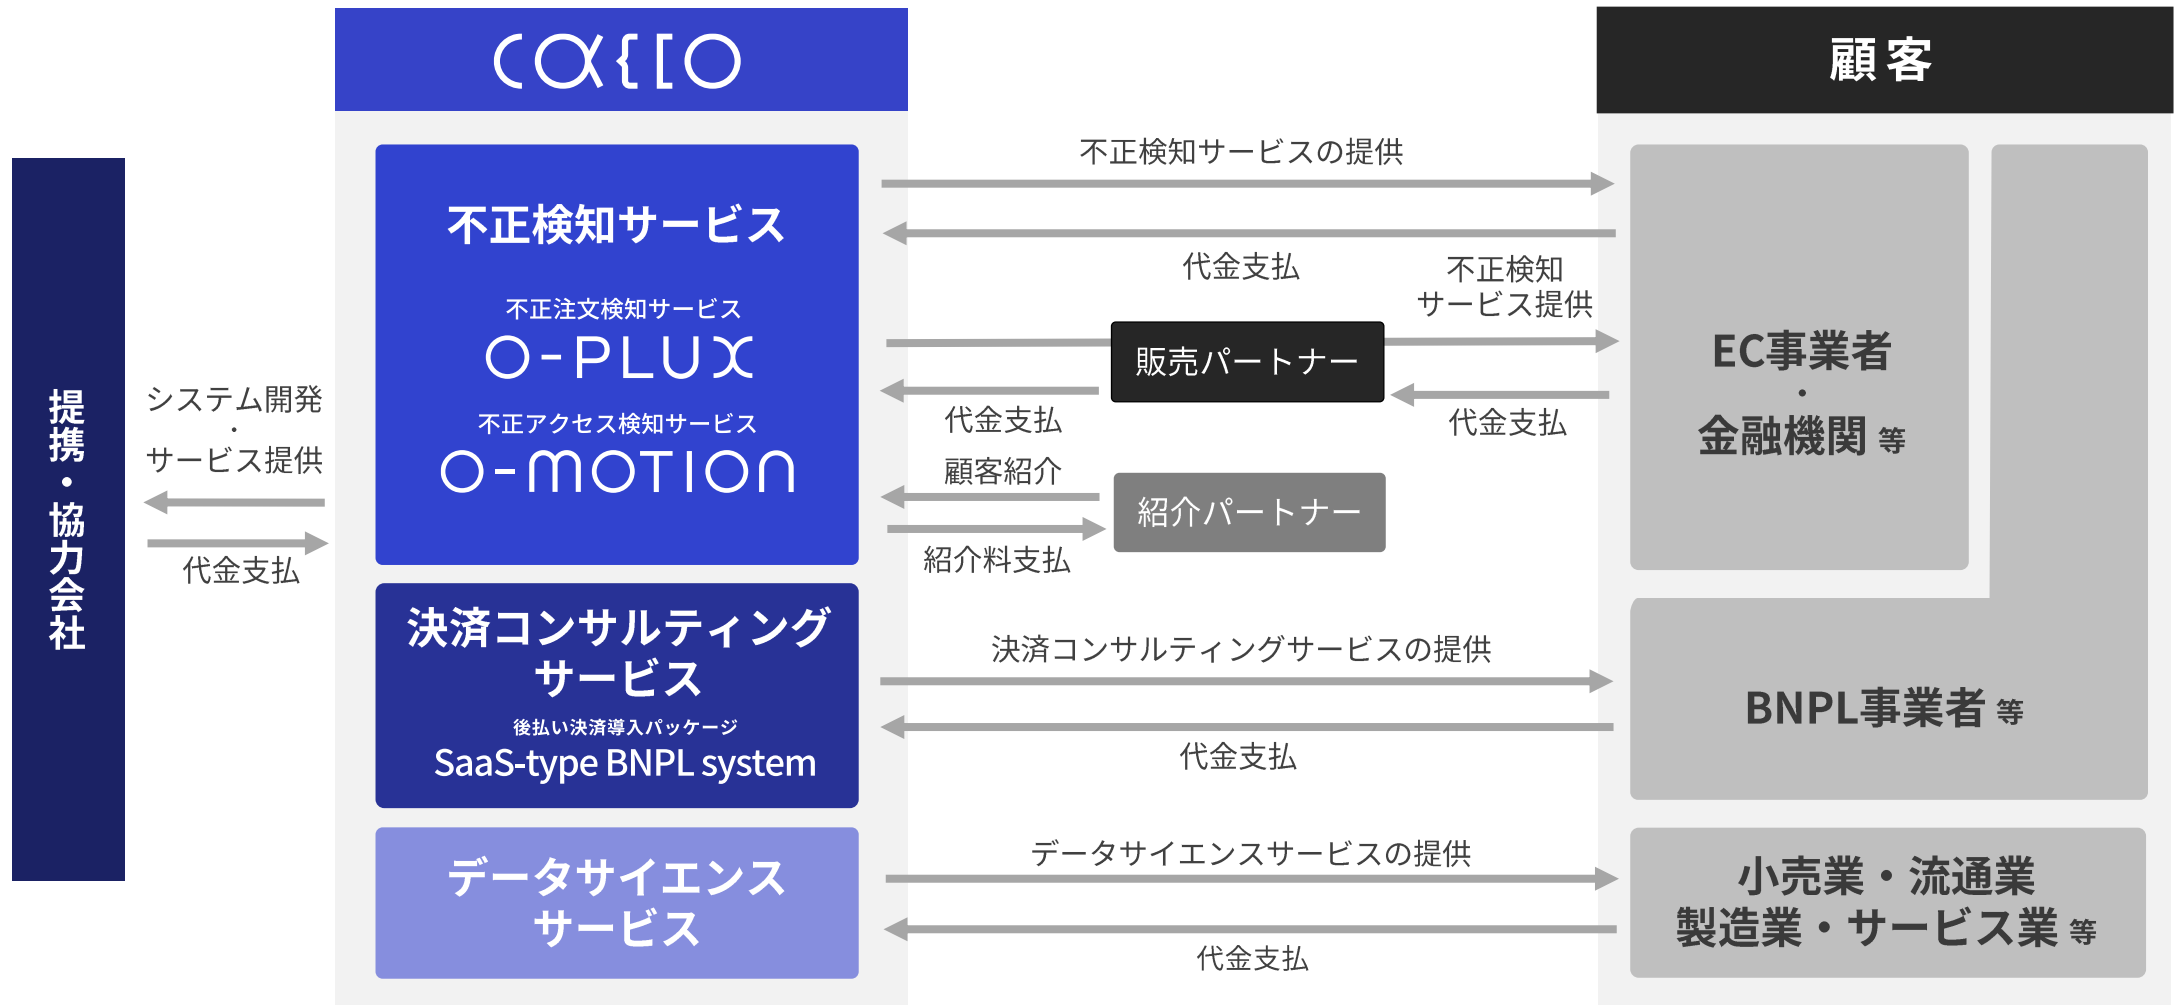 cacco
顧客
提携・協力会社
システム開発
・
サービス提供
代金支払
不正検知サービス
不正注文検知サービス
O-PLUX
不正アクセス検知サービス
O-MOTION
決済コンサルティング
サービス
後払い決済導入パッケージ
SaaS-type BNPL system
データサイエンス
サービス
不正検知サービスの提供
代金支払
不正検知
サービス提供
販売パートナー
代金支払
代金支払
顧客紹介
紹介パートナー
紹介料支払
決済コンサルティングサービスの提供
代金支払
データサイエンスサービスの提供
代金支払
EC事業者
・
金融機関 等
BNPL事業者 等
小売業・流通業
製造業・サービス業 等